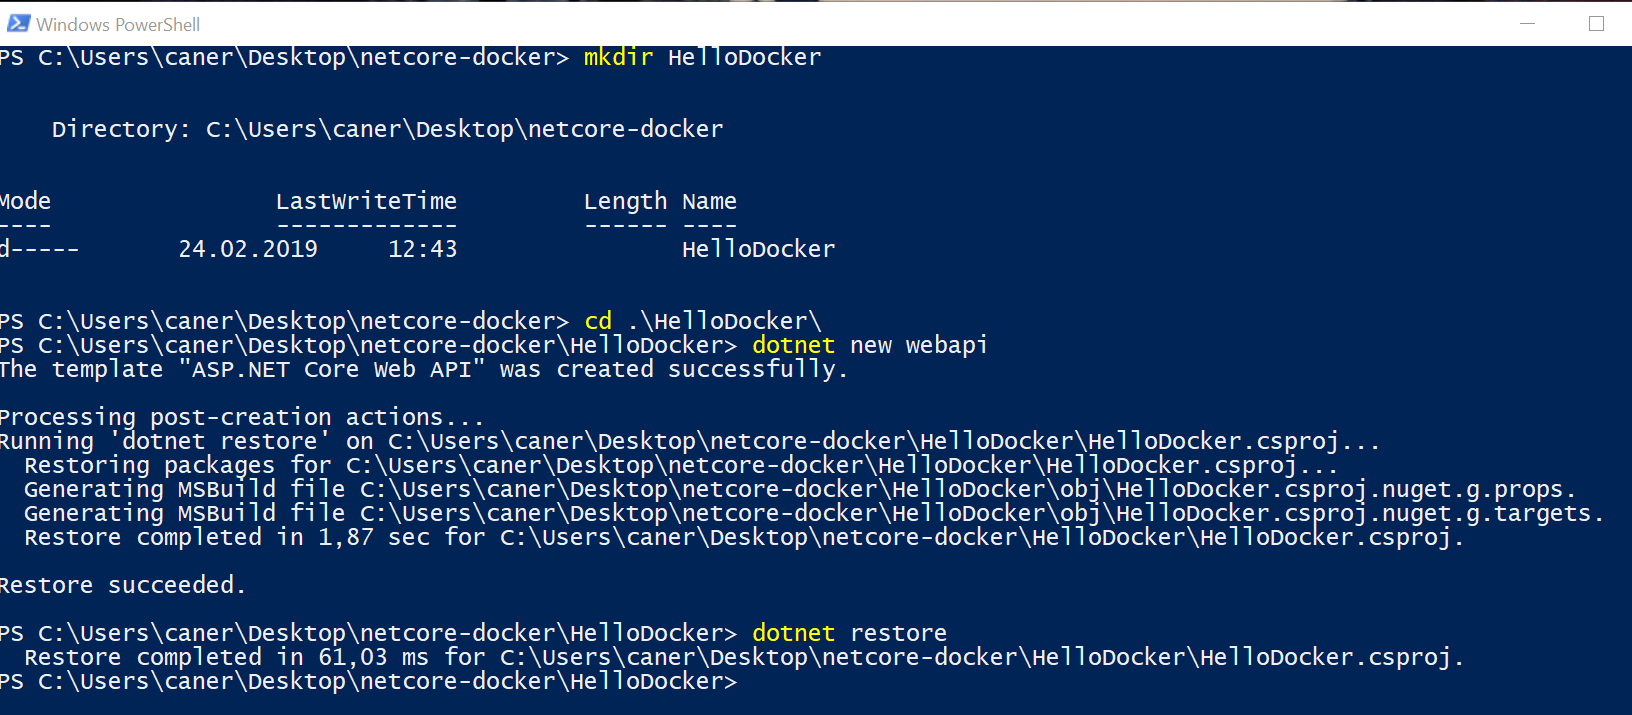 Windows PowerShell
PS C:\Users\caner\Desktop\netcore-docker> mkdir HelloDocker
Directory: C:\Users\caner\Desktop\netcore-docker
Mode LastWriteTime Length Name
---- ------------- ------ ----
d----- 24.02.2019 12:43 HelloDocker
PS C:\Users\caner\Desktop\netcore-docker> cd .\HelloDocker\
PS C:\Users\caner\Desktop\netcore-docker\HelloDocker> dotnet new webapi
The template "ASP.NET Core Web API" was created successfully.
Processing post-creation actions...
Running 'dotnet restore' on C:\Users\caner\Desktop\netcore-docker\HelloDocker\HelloDocker.csproj...
Restoring packages for C:\Users\caner\Desktop\netcore-docker\HelloDocker\HelloDocker.csproj...
Generating MSBuild file C:\Users\caner\Desktop\netcore-docker\HelloDocker\obj\HelloDocker.csproj.nuget.g.props.
Generating MSBuild file C:\Users\caner\Desktop\netcore-docker\HelloDocker\obj\HelloDocker.csproj.nuget.g.targets.
Restore completed in 1,87 sec for C:\Users\caner\Desktop\netcore-docker\HelloDocker\HelloDocker.csproj.
Restore succeeded.
PS C:\Users\caner\Desktop\netcore-docker\HelloDocker> dotnet restore
Restore completed in 61,03 ms for C:\Users\caner\Desktop\netcore-docker\HelloDocker\HelloDocker.csproj.
PS C:\Users\caner\Desktop\netcore-docker\HelloDocker>